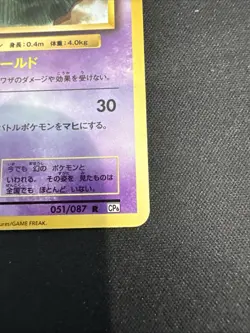 ン 身長:0.4m 体重:4.0kg
ールド
ワザのダメージや効果を受けない。
30
バトルポケモンをマヒにする。
今でも 幻の ポケモンと
いわれる。 その姿を 見たものは
全国でも ほとんど いない。
051/087 R CP6
ures/GAME FREAK.